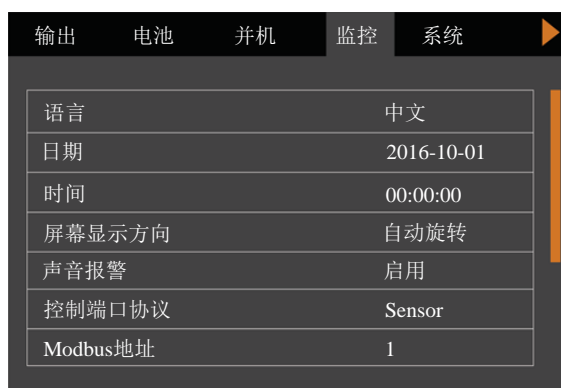 输出 电池 并机 监控 系统
语言 中文
日期 2016-10-01
时间 00:00:00
屏幕显示方向 自动旋转
声音报警 启用
控制端口协议 Sensor
Modbus地址 1